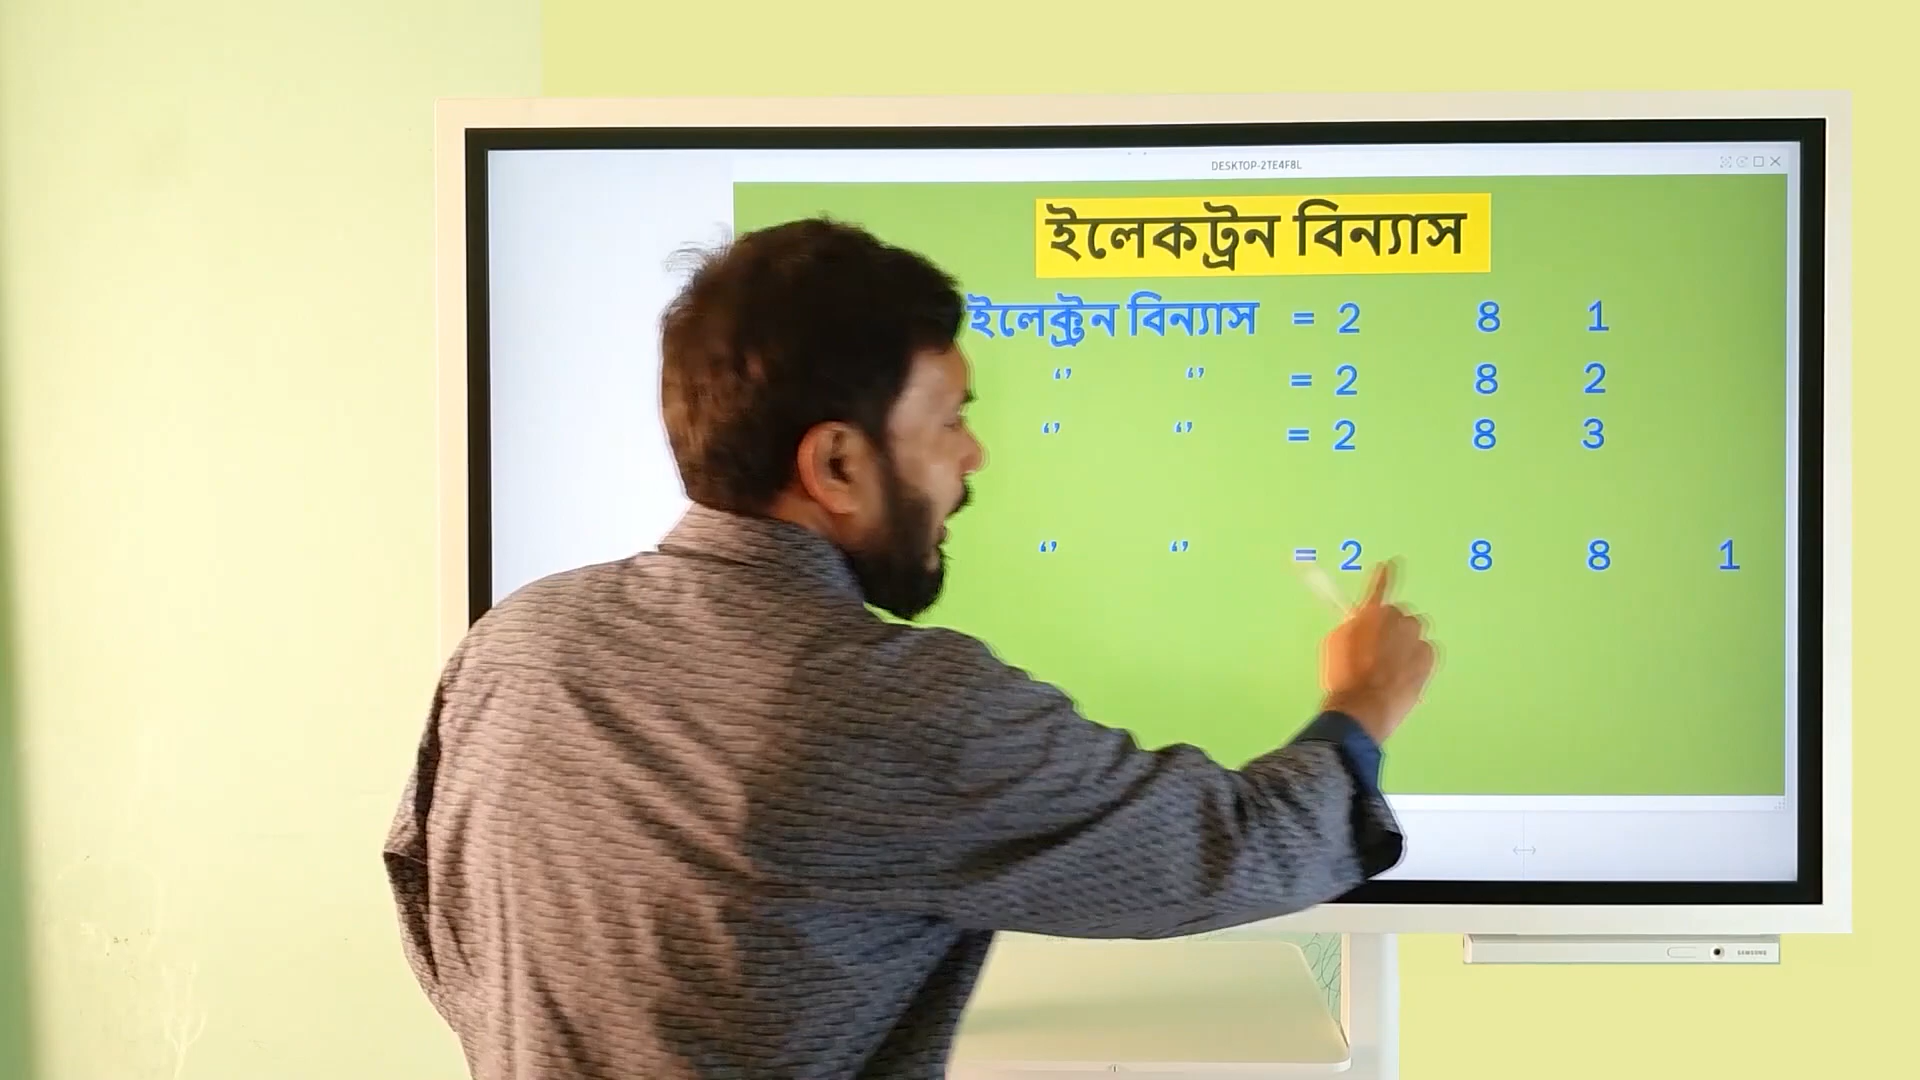 DESKTOP-2TE4F8L
ইলেকট্রন বিন্যাস
ইলেক্ট্রন বিন্যাস = 2 8 1
‘’ ‘’ = 2 8 2
‘’ ‘’ = 2 8 3
‘’ ‘’ = 2 8 8 1
SAMSUNG